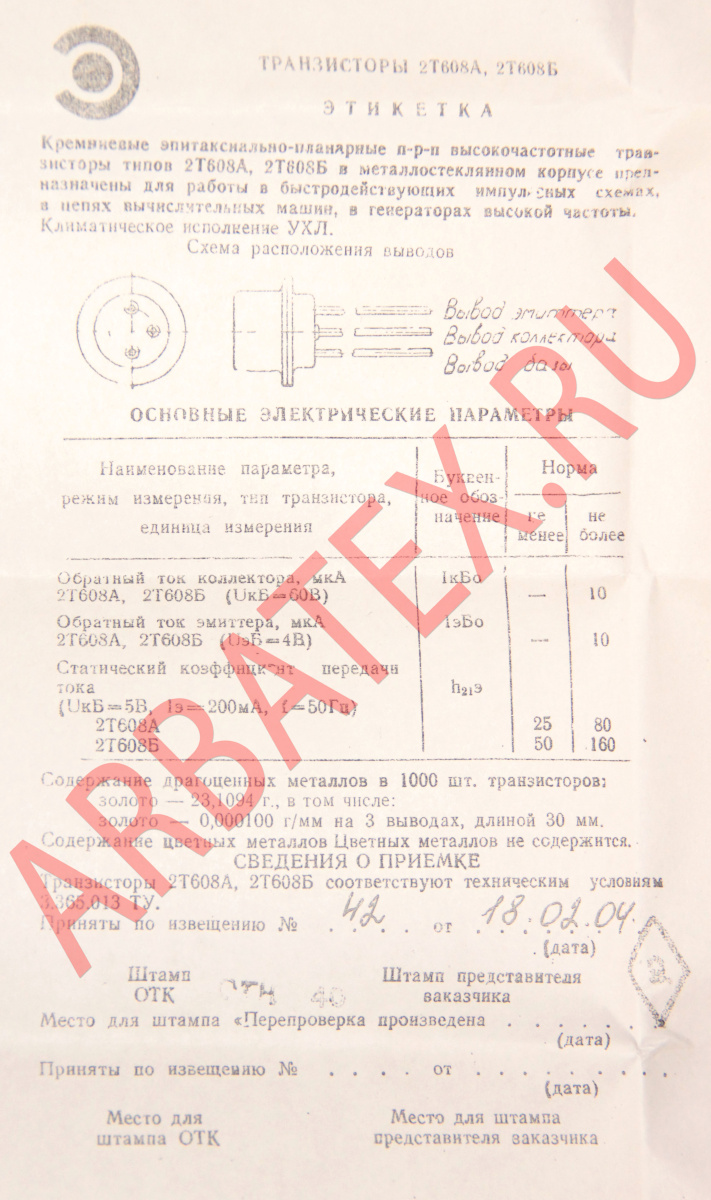 ТРАНЗИСТОРЫ 2Т608А, 2Т608Б
ЭТИКЕТКА
Кремниевые эпитаксиально-планарные п-р-п высокочастотные тран-
зисторы типов 2Т608А, 2Т608Б в металлостеклянном корпусе пред-
назначены для работы в быстродействующих импульсных схемах,
в цепях вычислительных машин, в генераторах высокой частоты.
Климатическое исполнение УХЛ.
Схема расположения выводов
Вывод эмиттера
Вывод коллектора
Вывод базы
ОСНОВНЫЕ ЭЛЕКТРИЧЕСКИЕ ПАРАМЕТРЫ
Наименование параметра,
режим измерения, тип транзистора,
единица измерения
Буквен-
ное обоз-
начение
Норма
не
менее
не
более
Обратный ток коллектора, мкА
2Т608А, 2Т608Б (UкБ=60В) IкБо — 10
Обратный ток эмиттера, мкА
2Т608А, 2Т608Б (UэБ=4В) IэБо — 10
Статический коэффициент передачи
тока h₂₁э
(UкБ=5В, Iэ=200мА, f=50Гц)
2Т608А 25 80
2Т608Б 50 160
Содержание драгоценных металлов в 1000 шт. транзисторов:
золото — 23,1094 г., в том числе:
золото — 0,000100 г/мм на 3 выводах, длиной 30 мм.
Содержание цветных металлов Цветных металлов не содержится.
СВЕДЕНИЯ О ПРИЕМКЕ
Транзисторы 2Т608А, 2Т608Б соответствуют техническим условиям
3.365.013 ТУ.
Приняты по извещению № 42 от 18.02.04.
(дата)
Штамп
ОТК
Штамп представителя
заказчика
Место для штампа «Перепроверка произведена . . . . . . .
(дата)
Приняты по извещению № . . . . от . . . . . . . . .
(дата)
Место для
штампа ОТК
Место для штампа
представителя заказчика
ARBATEX.RU